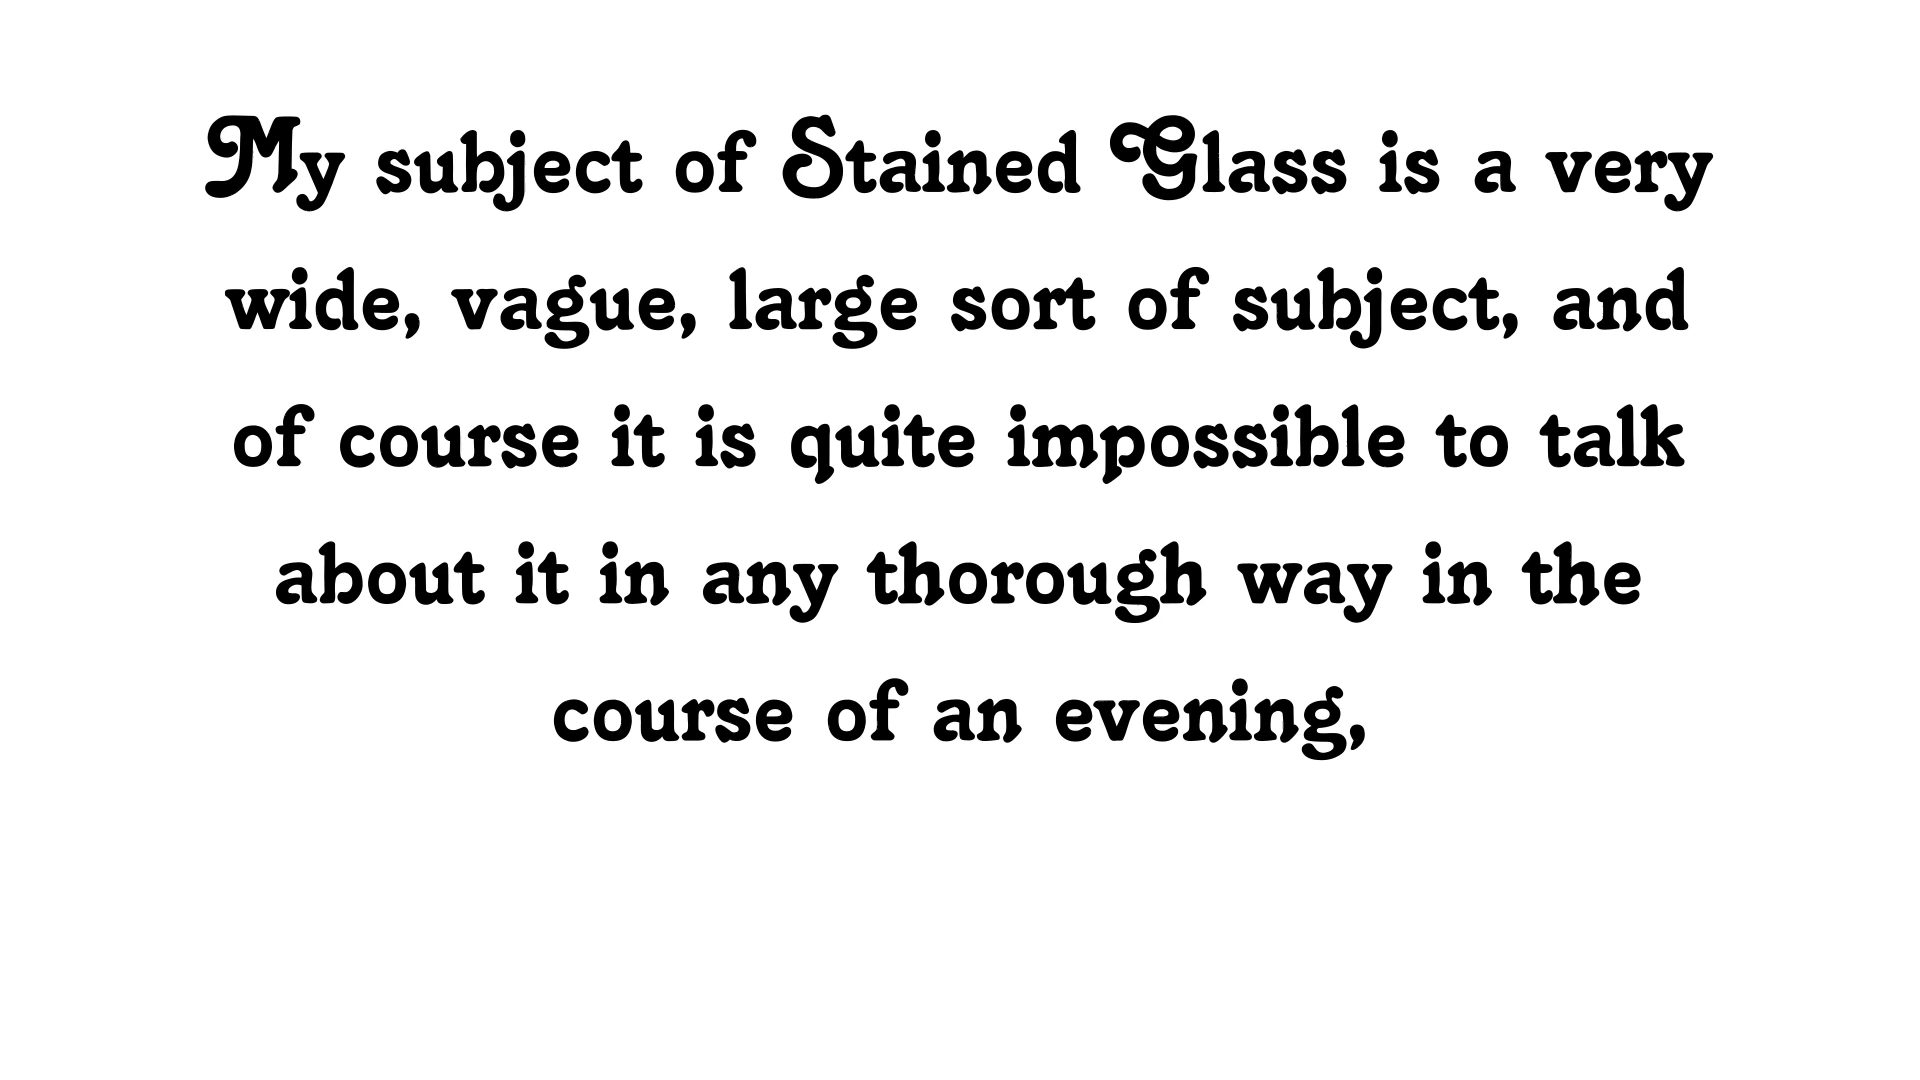 My subject of Stained Glass is a very
wide, vague, large sort of subject, and
of course it is quite impossible to talk
about it in any thorough way in the
course of an evening,